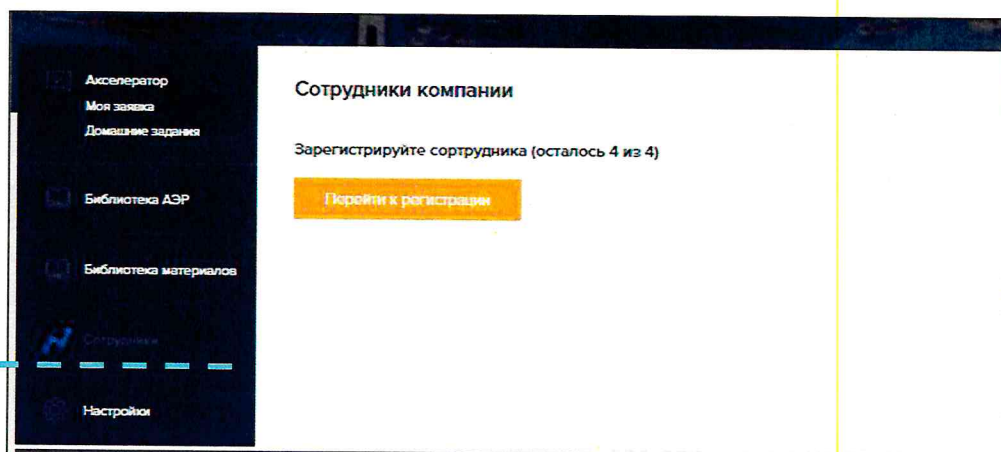 Акселератор
Моя заявка
Домашние задания
Библиотека АЭР
Библиотека материалов
Сотрудники
Настройки
Сотрудники компании
Зарегистрируйте сортрудника (осталось 4 из 4)
Перейти к регистрации